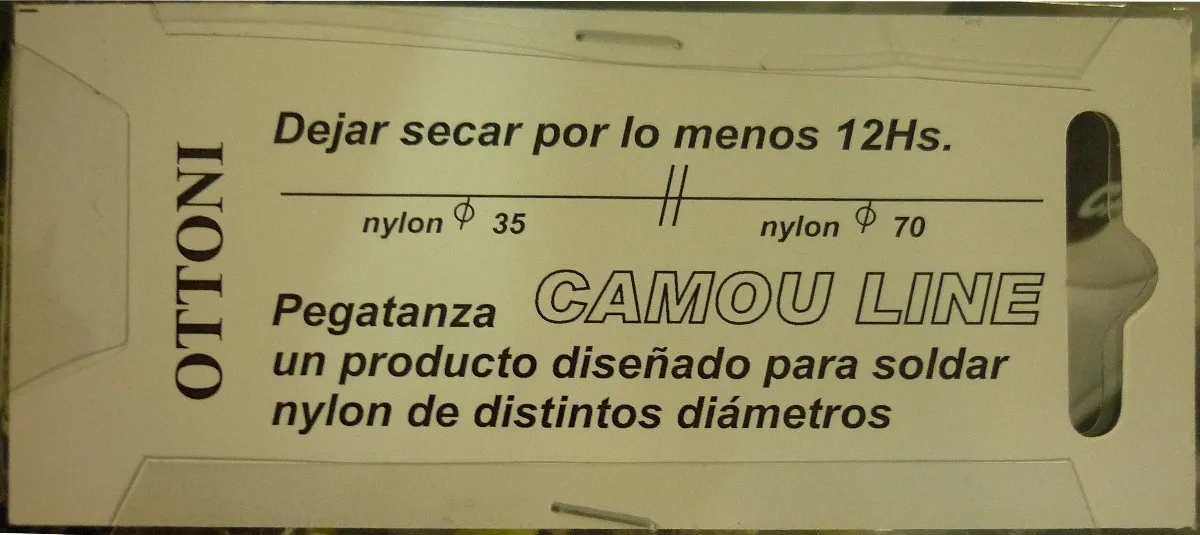 OTTONI
Dejar secar por lo menos 12Hs.
nylon ϕ 35
nylon ϕ 70
Pegatanza CAMOU LINE
un producto diseñado para soldar
nylon de distintos diámetros